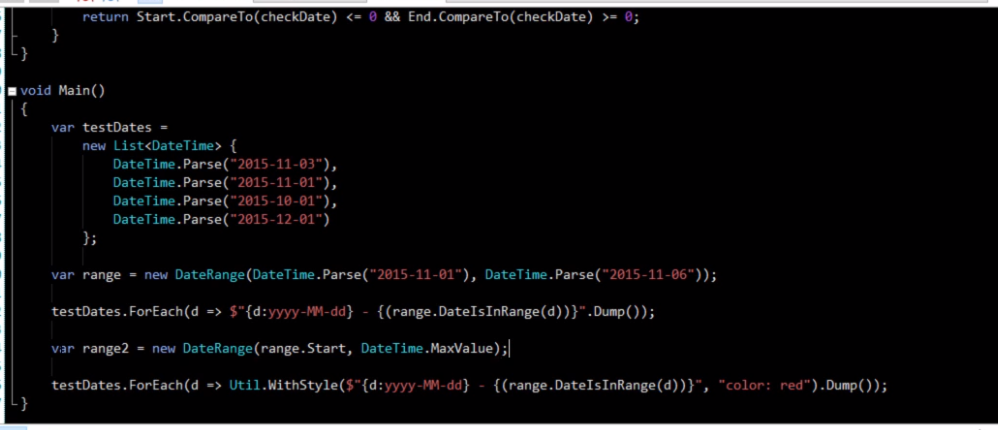 return Start.CompareTo(checkDate) <= 0 && End.CompareTo(checkDate) >= 0;
}
}
void Main()
{
var testDates =
new List<DateTime> {
DateTime.Parse("2015-11-03"),
DateTime.Parse("2015-11-01"),
DateTime.Parse("2015-10-01"),
DateTime.Parse("2015-12-01")
};
var range = new DateRange(DateTime.Parse("2015-11-01"), DateTime.Parse("2015-11-06"));
testDates.ForEach(d => $"{d:yyyy-MM-dd} - {(range.DateIsInRange(d))}".Dump());
var range2 = new DateRange(range.Start, DateTime.MaxValue);
testDates.ForEach(d => Util.WithStyle($"{d:yyyy-MM-dd} - {(range.DateIsInRange(d))}", "color: red").Dump());
}